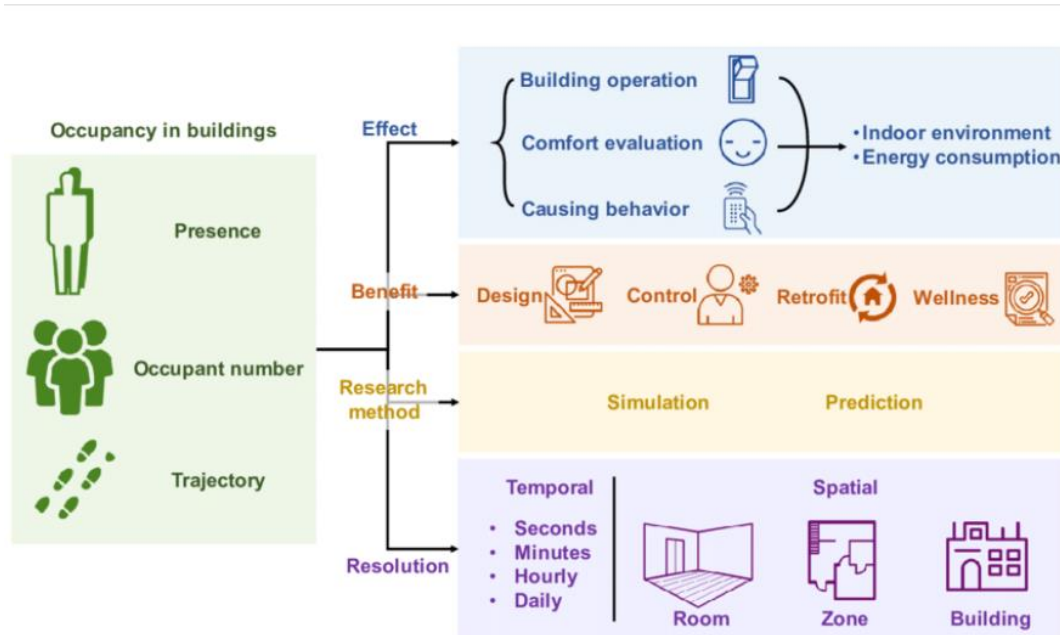 Occupancy in buildings
Presence
Occupant number
Trajectory
Effect
Building operation
Comfort evaluation
Causing behavior
•Indoor environment
•Energy consumption
Benefit
Design
Control
Retrofit
Wellness
Research
method
Simulation
Prediction
Resolution
Temporal
• Seconds
• Minutes
• Hourly
• Daily
Spatial
Room
Zone
Building